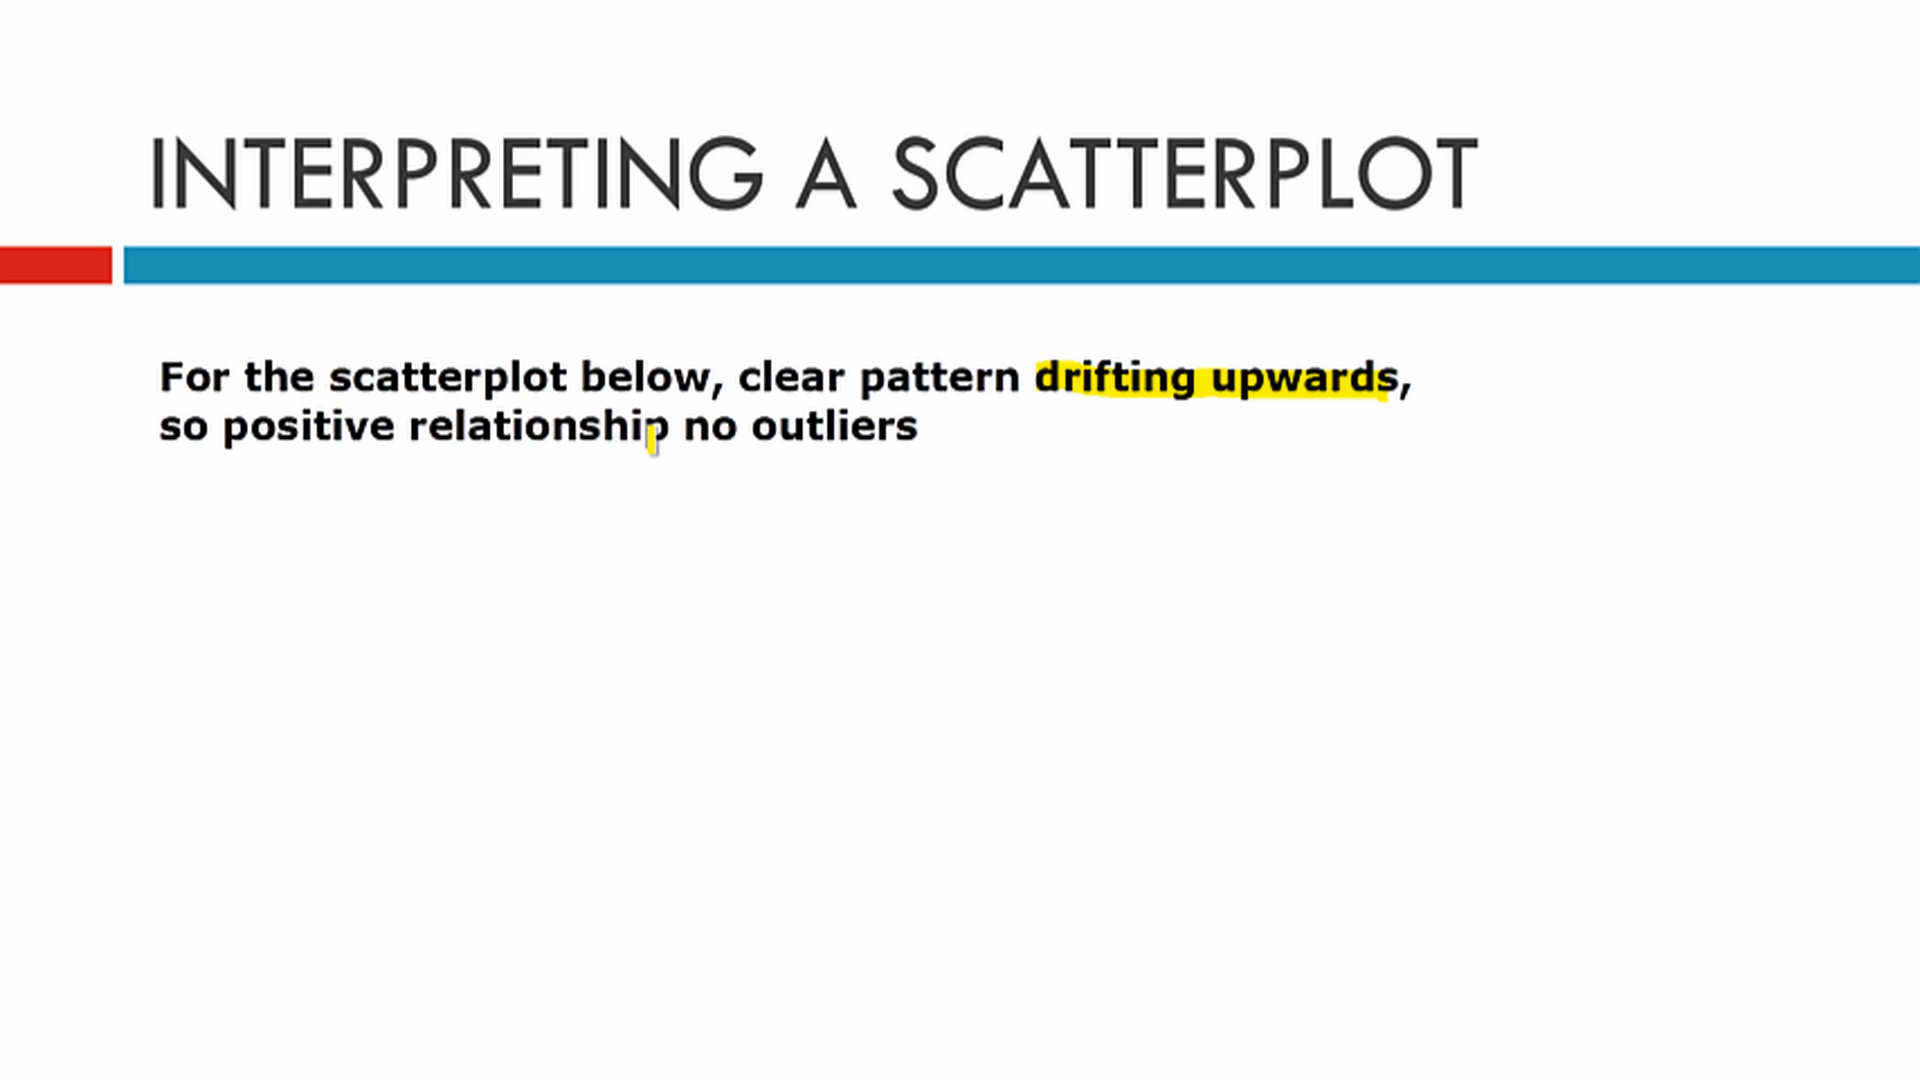 INTERPRETING A SCATTERPLOT
For the scatterplot below, clear pattern drifting upwards,
so positive relationship no outliers